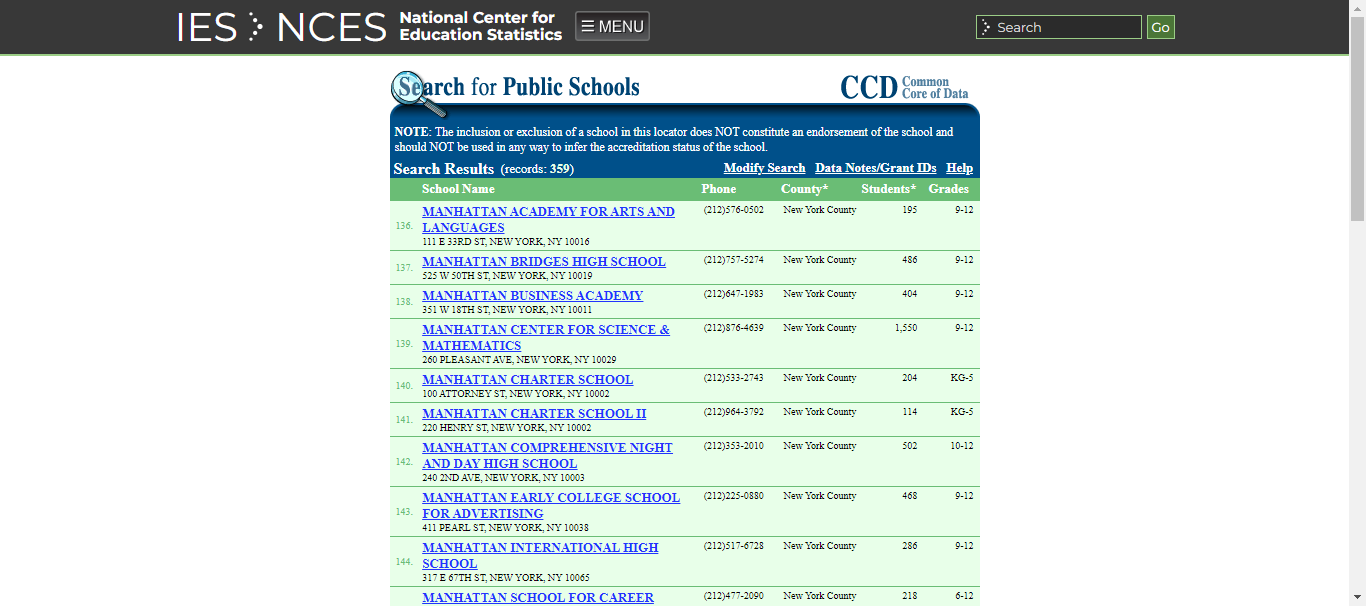 IES NCES National Center for Education Statistics
☰ MENU
Search
Go
Search for Public Schools
CCD Common Core of Data
NOTE: The inclusion or exclusion of a school in this locator does NOT constitute an endorsement of the school and
should NOT be used in any way to infer the accreditation status of the school.
Search Results (records: 359) Modify Search Data Notes/Grant IDs Help
School Name Phone County* Students* Grades
136. MANHATTAN ACADEMY FOR ARTS AND (212)576-0502 New York County 195 9-12
LANGUAGES
111 E 33RD ST, NEW YORK, NY 10016
137. MANHATTAN BRIDGES HIGH SCHOOL (212)757-5274 New York County 486 9-12
525 W 50TH ST, NEW YORK, NY 10019
138. MANHATTAN BUSINESS ACADEMY (212)647-1983 New York County 404 9-12
351 W 18TH ST, NEW YORK, NY 10011
139. MANHATTAN CENTER FOR SCIENCE & (212)876-4639 New York County 1,550 9-12
MATHEMATICS
260 PLEASANT AVE, NEW YORK, NY 10029
140. MANHATTAN CHARTER SCHOOL (212)533-2743 New York County 204 KG-5
100 ATTORNEY ST, NEW YORK, NY 10002
141. MANHATTAN CHARTER SCHOOL II (212)964-3792 New York County 114 KG-5
220 HENRY ST, NEW YORK, NY 10002
142. MANHATTAN COMPREHENSIVE NIGHT (212)353-2010 New York County 502 10-12
AND DAY HIGH SCHOOL
240 2ND AVE, NEW YORK, NY 10003
143. MANHATTAN EARLY COLLEGE SCHOOL (212)225-0880 New York County 468 9-12
FOR ADVERTISING
411 PEARL ST, NEW YORK, NY 10038
144. MANHATTAN INTERNATIONAL HIGH (212)517-6728 New York County 286 9-12
SCHOOL
317 E 67TH ST, NEW YORK, NY 10065
MANHATTAN SCHOOL FOR CAREER (212)477-2090 New York County 218 6-12